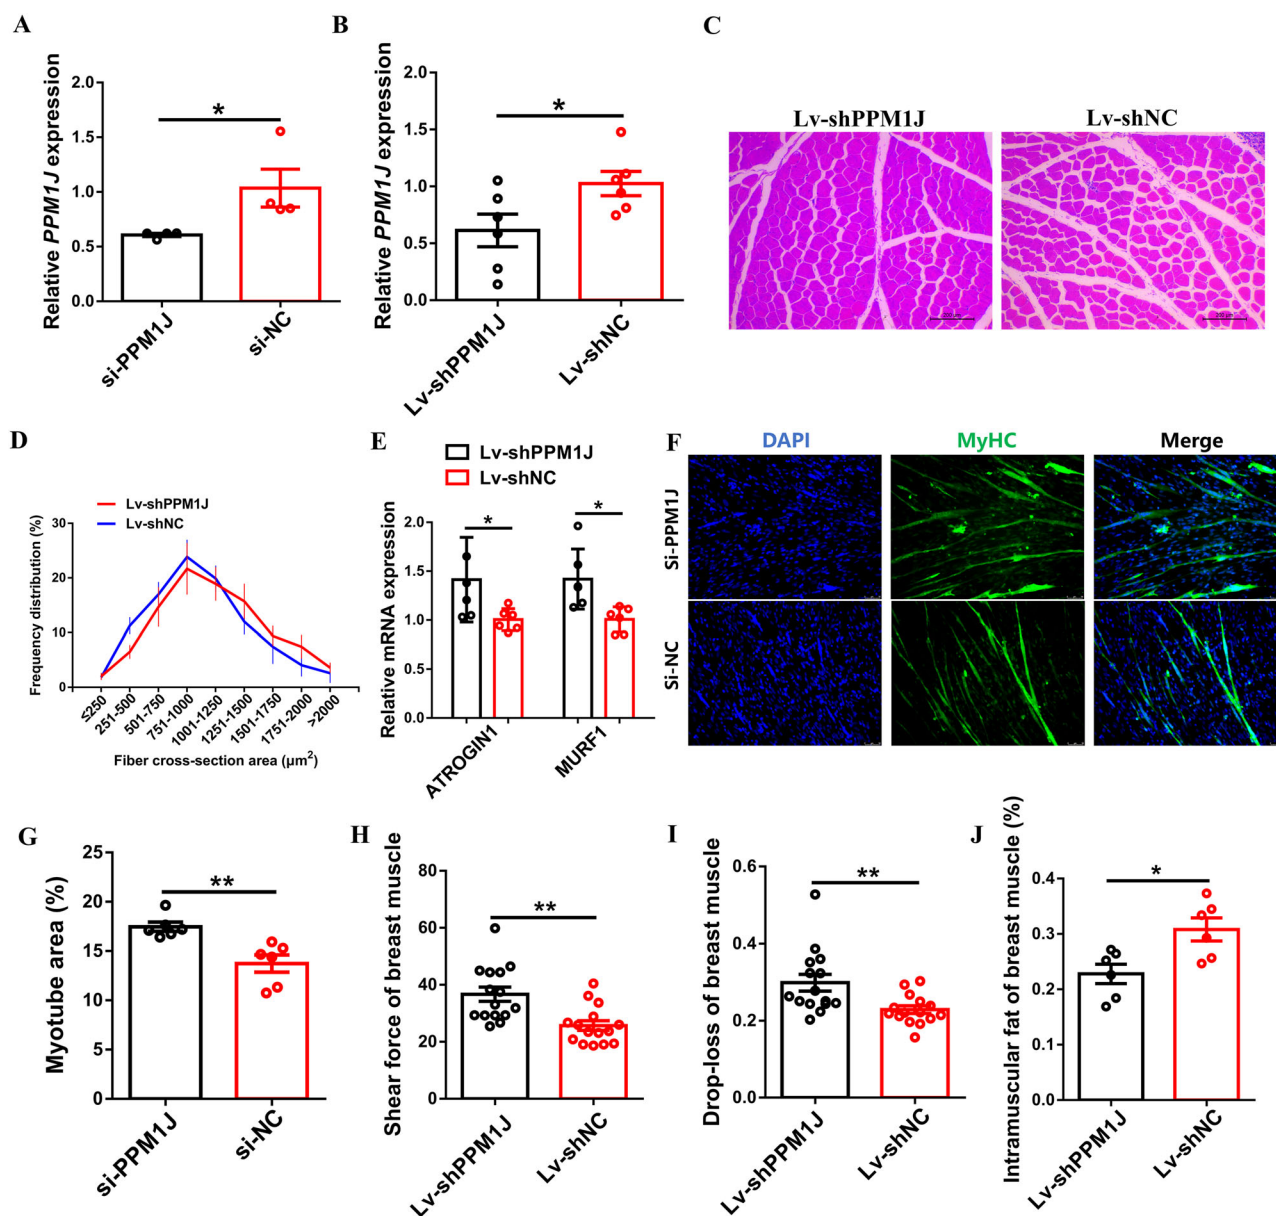 A
Relative PPM1J expression
2.0
1.5
1.0
0.5
0.0
*
si-PPM1J
si-NC
B
Relative PPM1J expression
2.0
1.5
1.0
0.5
0.0
*
Lv-shPPM1J
Lv-shNC
C
Lv-shPPM1J
Lv-shNC
200 μm
D
Lv-shPPM1J
Lv-shNC
Frequency distribution (%)
30
20
10
0
≤250
251-500
501-750
751-1000
1001-1250
1251-1500
1501-1750
1751-2000
>2000
Fiber cross-section area (μm²)
E
Lv-shPPM1J
Lv-shNC
Relative mRNA expression
2.0
1.5
1.0
0.5
0.0
*
*
ATROGIN1
MURF1
F
DAPI
MyHC
Merge
Si-PPM1J
Si-NC
G
Myotube area (%)
25
20
15
10
5
0
**
si-PPM1J
si-NC
H
Shear force of breast muscle
80
60
40
20
0
**
Lv-shPPM1J
Lv-shNC
I
Drop-loss of breast muscle
0.6
0.4
0.2
0.0
**
Lv-shPPM1J
Lv-shNC
J
Intramuscular fat of breast muscle (%)
0.4
0.3
0.2
0.1
0.0
*
Lv-shPPM1J
Lv-shNC